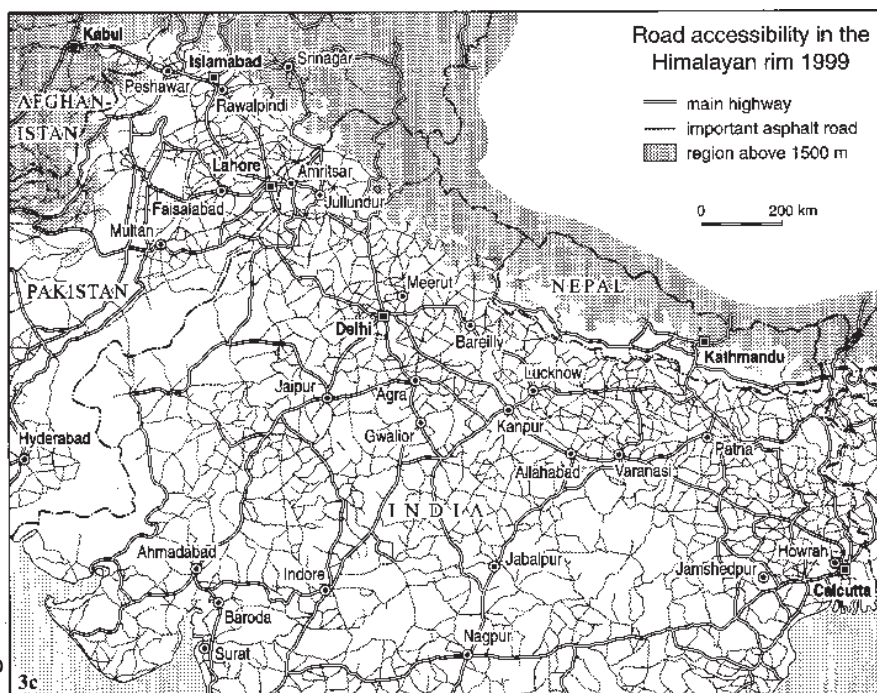 Road accessibility in the
Himalayan rim 1999
main highway
important asphalt road
region above 1500 m
0 200 km
Kabul
Islamabad
Srinagar
Peshawar
Rawalpindi
AFGHAN-
ISTAN
Lahore
Amritsar
Faisalabad
Jullundur
Multan
PAKISTAN
Meerut
NEPAL
Delhi
Bareilly
Kathmandu
Lucknow
Jaipur
Agra
Hyderabad
Gwalior
Kanpur
Patna
Allahabad
Varanasi
INDIA
Ahmadabad
Indore
Jabalpur
Jamshedpur
Howrah
Calcutta
Baroda
Surat
Nagpur
3c